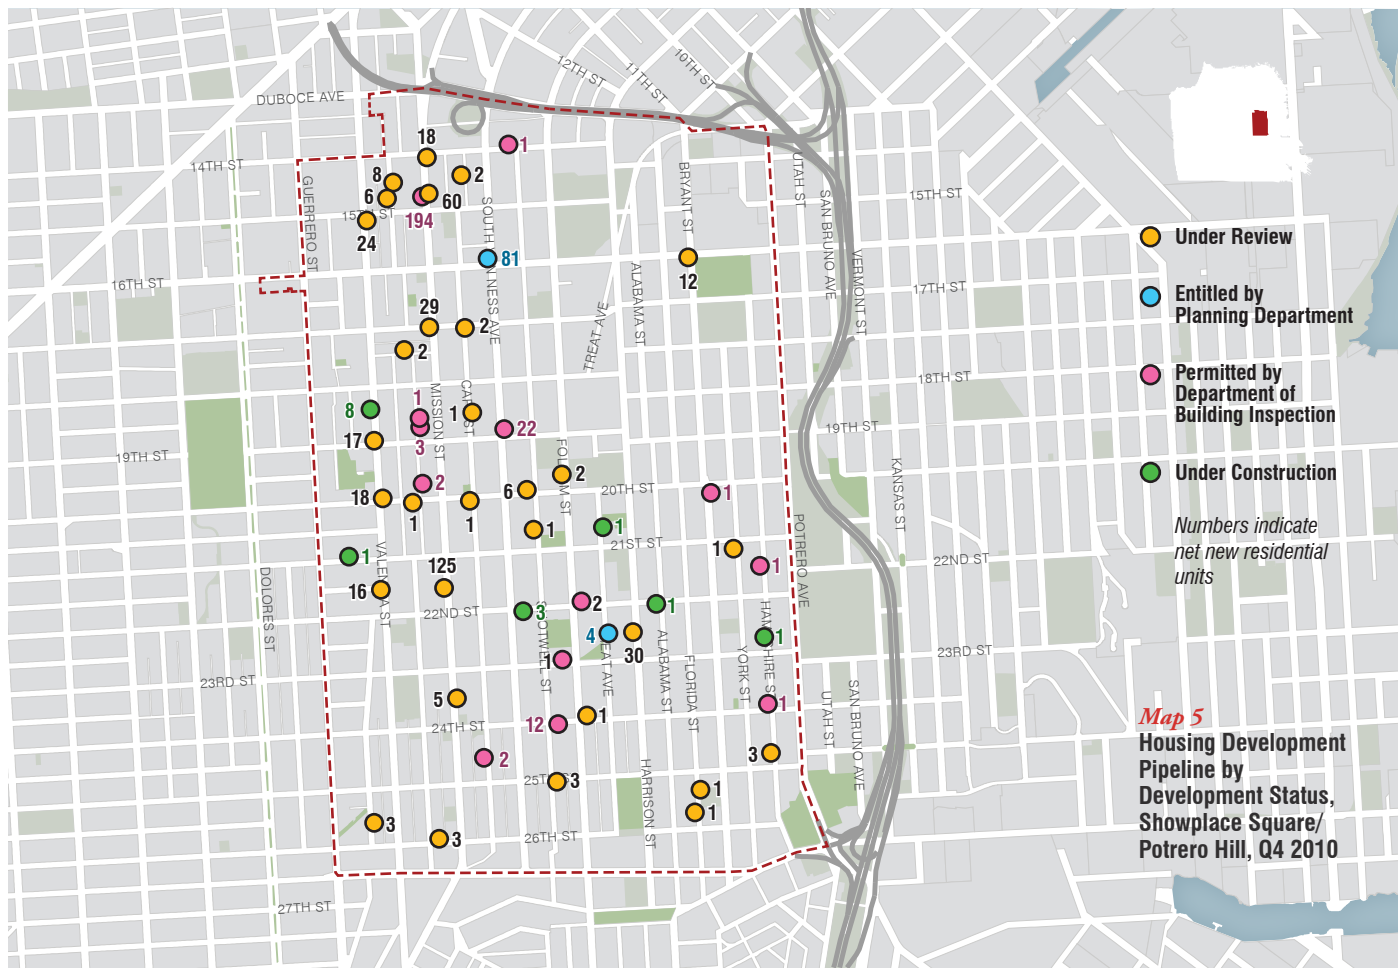 12TH ST
11TH ST
10TH ST
DUBOCE AVE
18
1
14TH ST
8
2
6
60
194
15TH ST
24
GUERRERO ST
BRYANT ST
UTAH ST
SAN BRUNO AVE
15TH ST
81
12
16TH ST
ALABAMA ST
VERMONT ST
17TH ST
29
2
2
TREAT AVE
18TH ST
1
8
MISSION ST
1
22
17
3
19TH ST
19TH ST
2
6
2
20TH ST
1
KANSAS ST
18
1
1
1
1
21ST ST
1
1
POTRERO AVE
22ND ST
1
125
16
DOLORES ST
22ND ST
3
2
1
4
30
1
1
ALABAMA ST
FLORIDA ST
YORK ST
23RD ST
23RD ST
5
24TH ST
12
1
1
UTAH ST
SAN BRUNO AVE
2
3
3
1
1
HARRISON ST
3
3
26TH ST
27TH ST
Under Review
Entitled by
Planning Department
Permitted by
Department of
Building Inspection
Under Construction
Numbers indicate
net new residential
units
Map 5
Housing Development
Pipeline by
Development Status,
Showplace Square/
Potrero Hill, Q4 2010